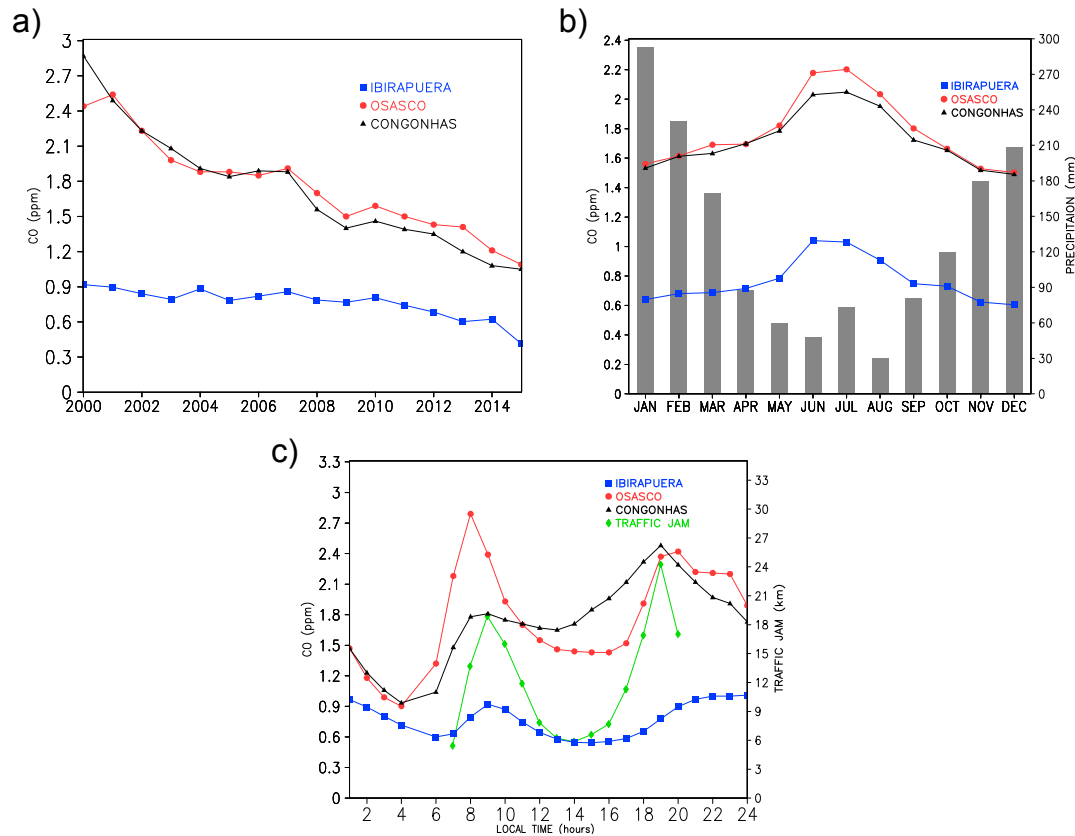 a)
3
2.7
2.4
2.1
1.8
1.5
1.2
0.9
0.6
0.3
0
CO (ppm)
IBIRAPUERA
OSASCO
CONGONHAS
2000 2002 2004 2006 2008 2010 2012 2014
b)
2.4
2.2
2
1.8
1.6
1.4
1.2
1
0.8
0.6
0.4
0.2
0
CO (ppm)
IBIRAPUERA
OSASCO
CONGONHAS
300
270
240
210
180
150
120
90
60
30
0
PRECIPITAION (mm)
JAN FEB MAR APR MAY JUN JUL AUG SEP OCT NOV DEC
c)
3.3
3
2.7
2.4
2.1
1.8
1.5
1.2
0.9
0.6
0.3
0
CO (ppm)
IBIRAPUERA
OSASCO
CONGONHAS
TRAFFIC JAM
33
30
27
24
21
18
15
12
9
6
3
0
TRAFFIC JAM (km)
2 4 6 8 10 12 14 16 18 20 22 24
LOCAL TIME (hours)